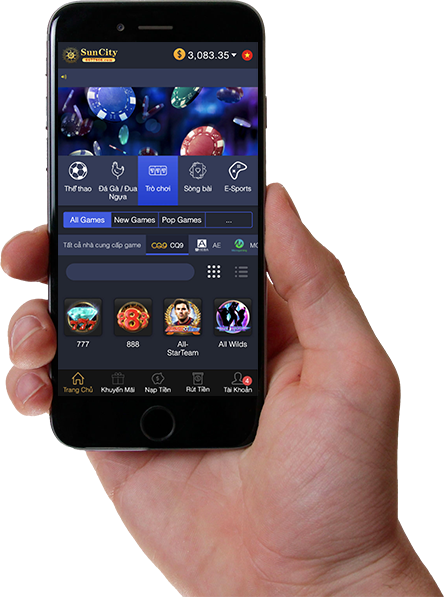 SunCity
3,083.35
Thể thao
Đá Gà / Đua Ngựa
Trò chơi
Sòng bài
E-Sports
All Games
New Games
Pop Games
...
Tất cả nhà cung cấp game
CQ9 CQ9
AE
MG
777
888
All-StarTeam
All Wilds
Trang Chủ
Khuyến Mãi
Nạp Tiền
Rút Tiền
Tài Khoản
4